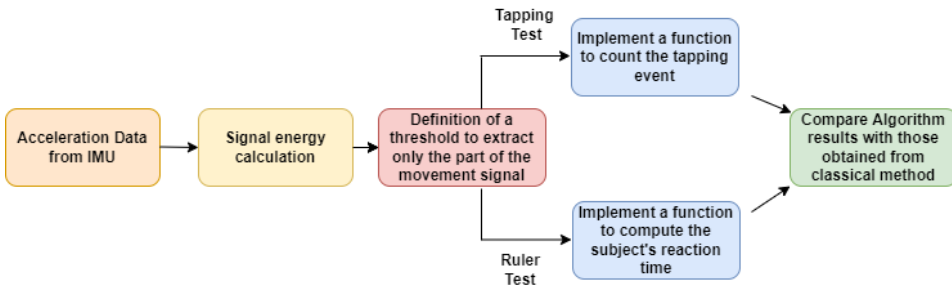 Acceleration Data
from IMU
Signal energy
calculation
Definition of a
threshold to extract
only the part of the
movement signal
Tapping
Test
Implement a function
to count the tapping
event
Ruler
Test
Implement a function
to compute the
subject's reaction
time
Compare Algorithm
results with those
obtained from
classical method